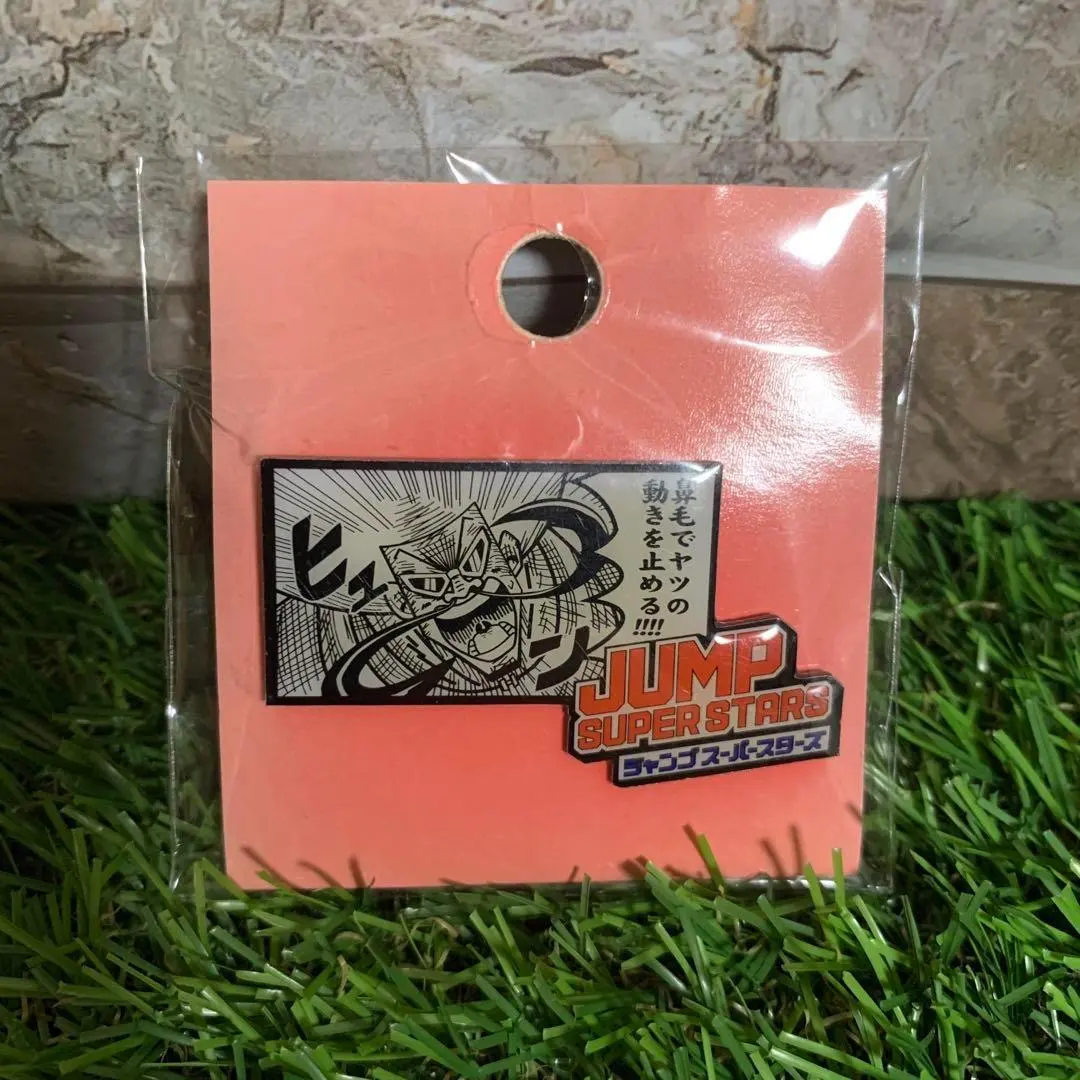 鼻毛でヤツの
動きを止める!!!!
ヒュ
ーン
JUMP
SUPER STARS
ジャンプスーパースターズ